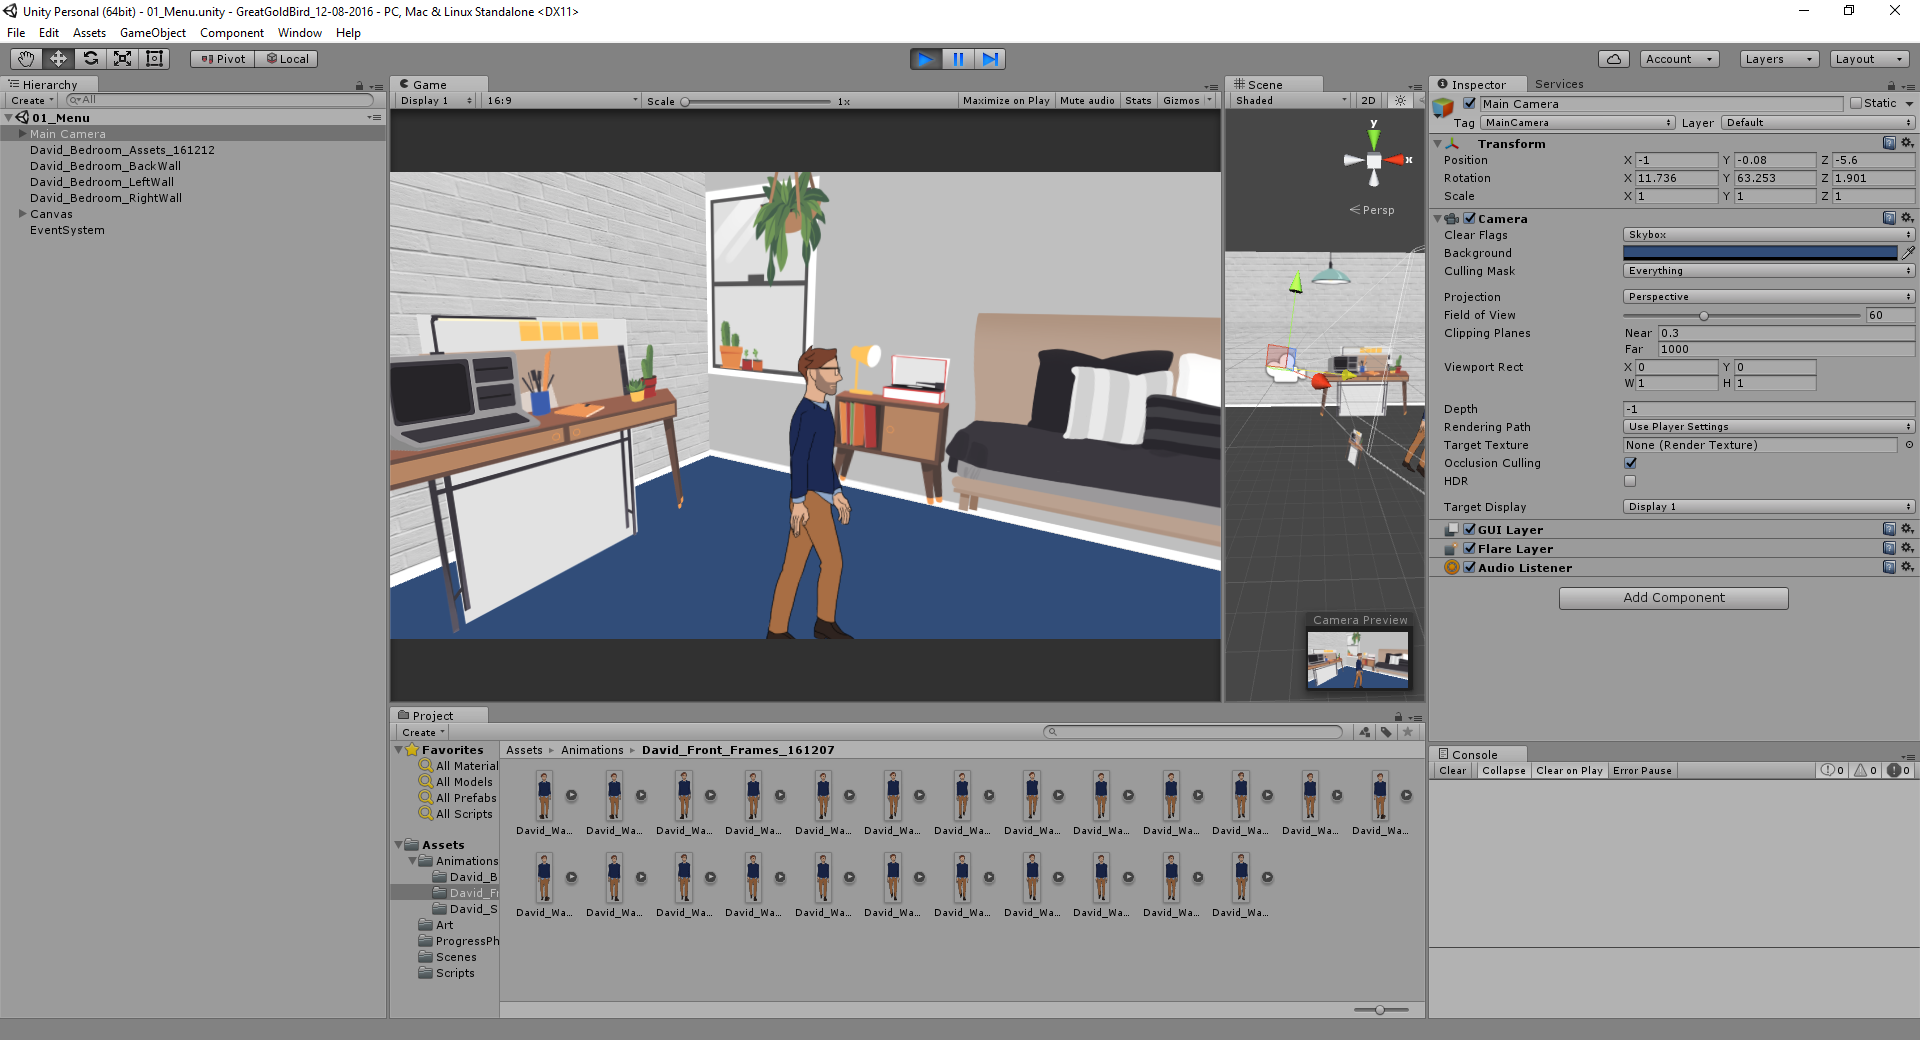 Unity Personal (64bit) - 01_Menu.unity - GreatGoldBird_12-08-2016 - PC, Mac & Linux Standalone <DX11>
File Edit Assets GameObject Component Window Help
Pivot Local Account Layers Layout
Hierarchy
Create All
01_Menu
Main Camera
David_Bedroom_Assets_161212
David_Bedroom_BackWall
David_Bedroom_LeftWall
David_Bedroom_RightWall
Canvas
EventSystem
Game
Display 1 16:9 Scale 1x Maximize on Play Mute audio Stats Gizmos
Scene
Shaded 2D
y
x
Persp
Camera Preview
Inspector Services
Main Camera Static
Tag MainCamera Layer Default
Transform
Position X -1 Y -0.08 Z -5.6
Rotation X 11.736 Y 63.253 Z 1.901
Scale X 1 Y 1 Z 1
Camera
Clear Flags Skybox
Background
Culling Mask Everything
Projection Perspective
Field of View 60
Clipping Planes Near 0.3
Far 1000
Viewport Rect X 0 Y 0
W 1 H 1
Depth -1
Rendering Path Use Player Settings
Target Texture None (Render Texture)
Occlusion Culling
HDR
Target Display Display 1
GUI Layer
Flare Layer
Audio Listener
Add Component
Project
Create
Favorites
All Material
All Models
All Prefabs
All Scripts
Assets
Animations
David_B
David_Fr
David_S
Art
ProgressPh
Scenes
Scripts
Assets Animations David_Front_Frames_161207
David_Wa... David_Wa... David_Wa... David_Wa... David_Wa... David_Wa... David_Wa... David_Wa... David_Wa... David_Wa... David_Wa... David_Wa... David_Wa...
David_Wa... David_Wa... David_Wa... David_Wa... David_Wa... David_Wa... David_Wa... David_Wa... David_Wa... David_Wa... David_Wa...
Console
Clear Collapse Clear on Play Error Pause 0 0 0